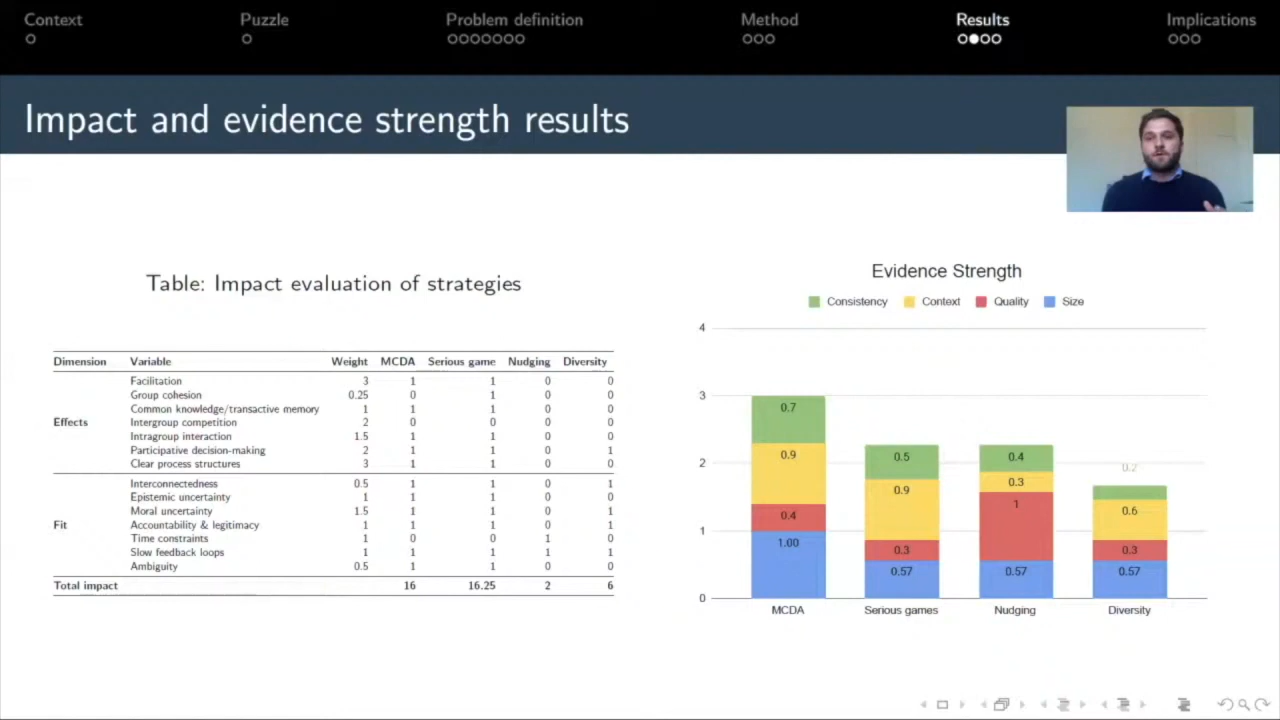 Context Puzzle Problem definition Method Results Implications
Impact and evidence strength results
Table: Impact evaluation of strategies
Dimension Variable Weight MCDA Serious game Nudging Diversity
Facilitation 3 1 1 0 0
Group cohesion 0.25 0 1 0 0
Common knowledge/transactive memory 1 1 1 0 0
Effects Intergroup competition 2 0 0 0 0
Intragroup interaction 1.5 1 1 0 0
Participative decision-making 2 1 1 0 1
Clear process structures 3 1 1 0 0
Interconnectedness 0.5 1 1 0 1
Epistemic uncertainty 1 1 1 0 0
Moral uncertainty 1.5 1 1 0 1
Fit Accountability & legitimacy 1 1 1 0 1
Time constraints 1 0 0 1 0
Slow feedback loops 1 1 1 1 1
Ambiguity 0.5 1 1 0 0
Total impact 16 16.25 2 6
Evidence Strength
Consistency Context Quality Size
4
3
2
1
0
0.7 0.5 0.4 0.2
0.9 0.9 0.3 0.6
0.4 0.3 1 0.3
1.00 0.57 0.57 0.57
MCDA Serious games Nudging Diversity